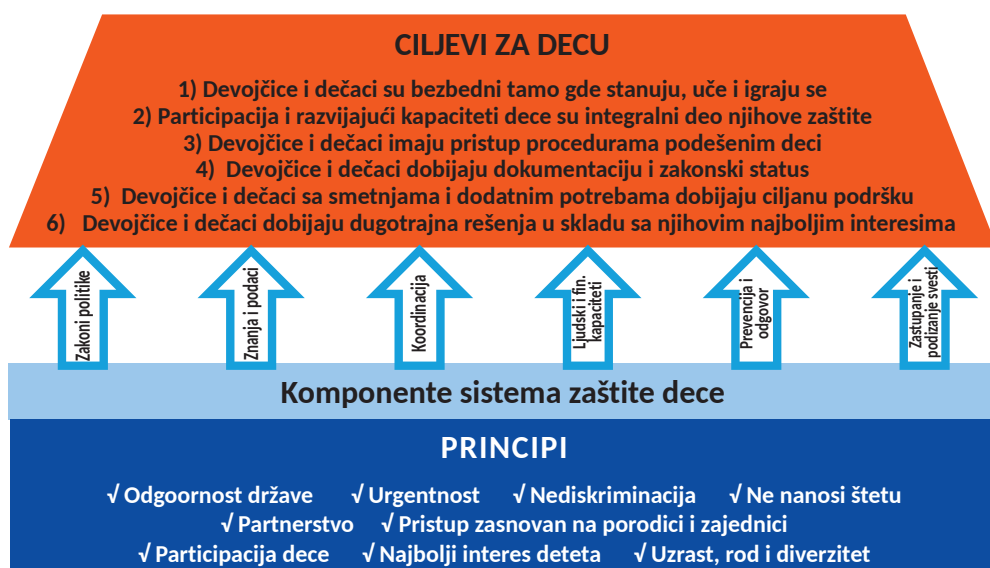 CILJEVI ZA DECU
1) Devojčice i dečaci su bezbedni tamo gde stanuju, uče i igraju se
2) Participacija i razvijajući kapaciteti dece su integralni deo njihove zaštite
3) Devojčice i dečaci imaju pristup procedurama podešenim deci
4) Devojčice i dečaci dobijaju dokumentaciju i zakonski status
5) Devojčice i dečaci sa smetnjama i dodatnim potrebama dobijaju ciljanu podršku
6) Devojčice i dečaci dobijaju dugotrajna rešenja u skladu sa njihovim najboljim interesima
Zakoni politike
Znanja i podaci
Koordinacija
Ljudski i fin.
kapaciteti
Prevencija i
odgovor
Zastupanje i
podizanje svesti
Komponente sistema zaštite dece
PRINCIPI
√ Odgoornost države √ Urgentnost √ Nediskriminacija √ Ne nanosi štetu
√ Partnerstvo √ Pristup zasnovan na porodici i zajednici
√ Participacija dece √ Najbolji interes deteta √ Uzrast, rod i diverzitet